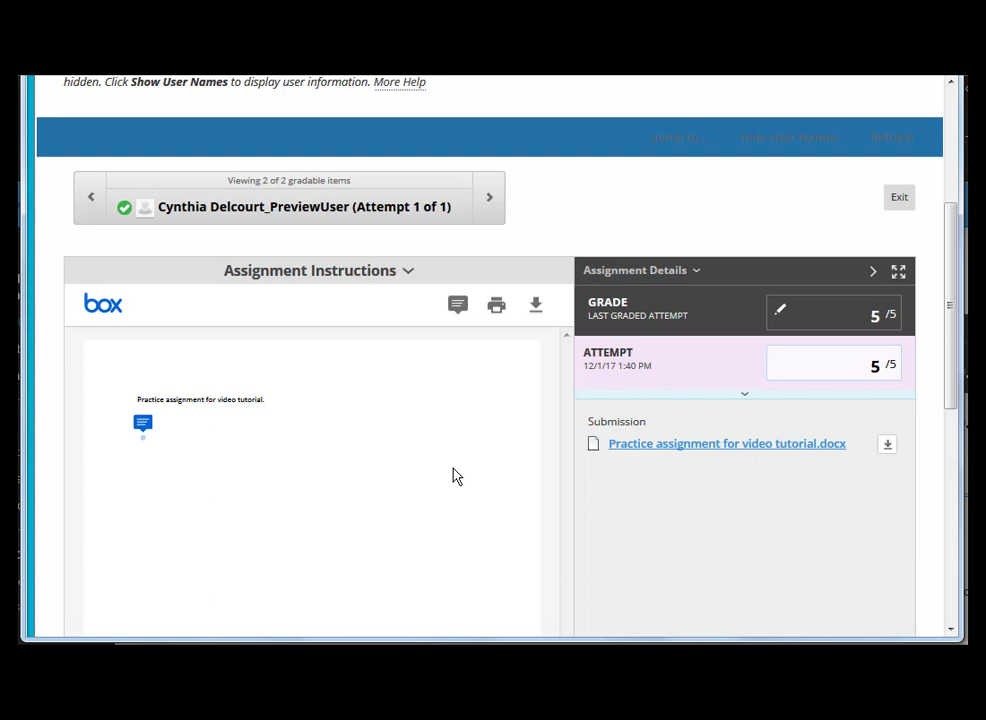 hidden. Click Show User Names to display user information. More Help
Jump to... Hide User Names Refresh
Viewing 2 of 2 gradable items
Cynthia Delcourt_PreviewUser (Attempt 1 of 1)
Exit
Assignment Instructions
Assignment Details
box
GRADE
LAST GRADED ATTEMPT
5 /5
ATTEMPT
12/1/17 1:40 PM
5 /5
Practice assignment for video tutorial.
Submission
Practice assignment for video tutorial.docx